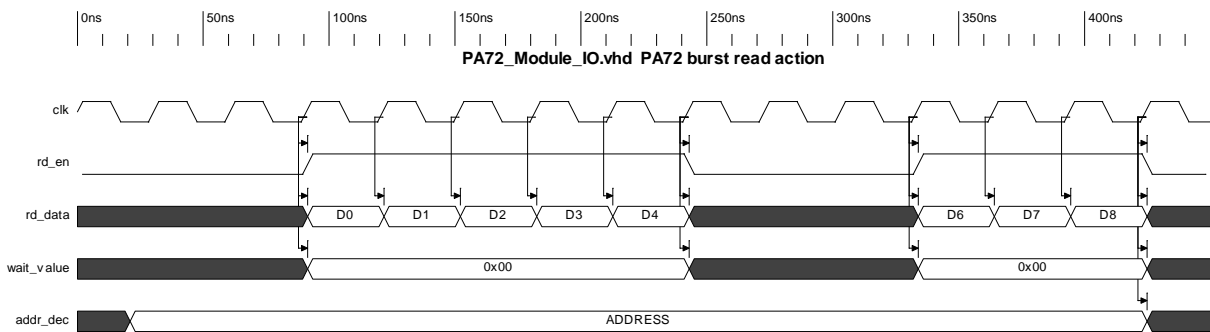 0ns 50ns 100ns 150ns 200ns 250ns 300ns 350ns 400ns
PA72_Module_IO.vhd PA72 burst read action
clk
rd_en
rd_data D0 D1 D2 D3 D4 D6 D7 D8
wait_value 0x00 0x00
addr_dec ADDRESS